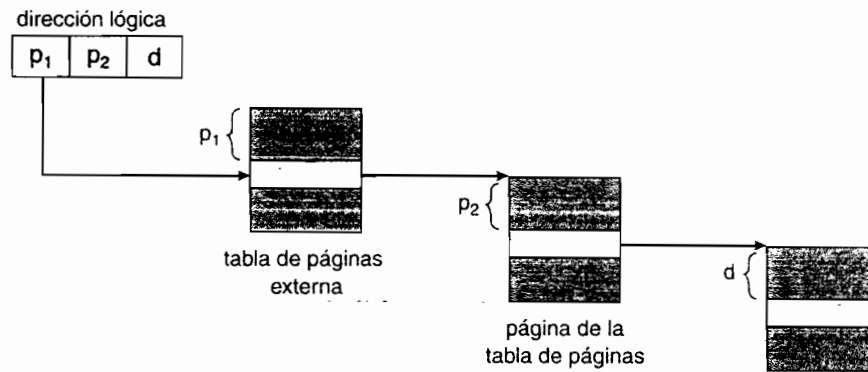 dirección lógica
p₁ p₂ d
p₁
tabla de páginas
externa
p₂
página de la
tabla de páginas
d